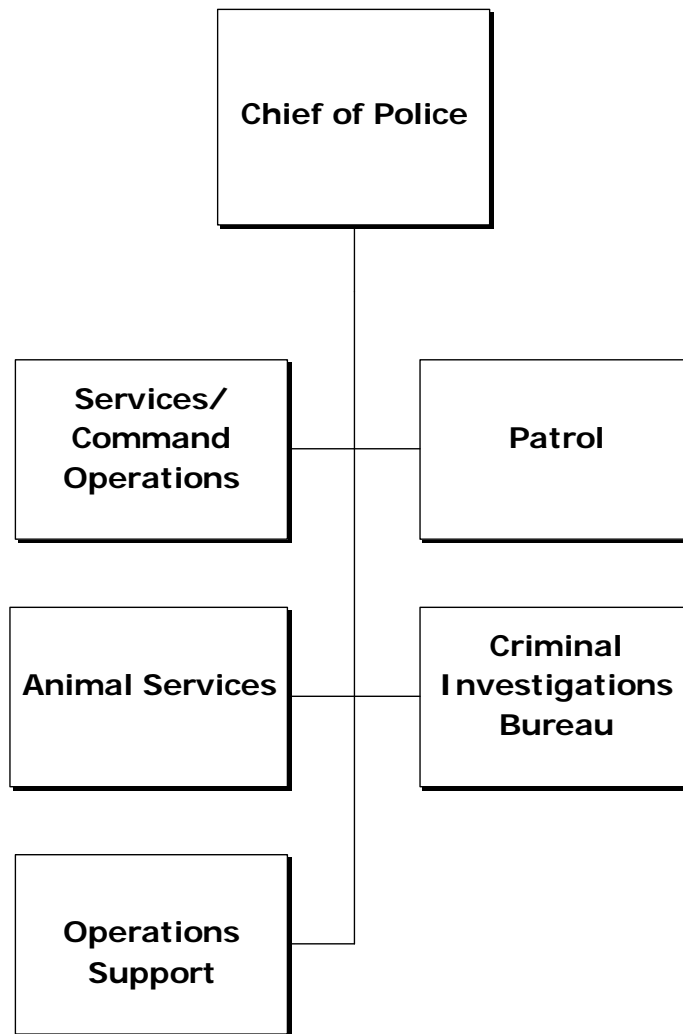 Chief of Police
Services/
Command
Operations
Patrol
Animal Services
Criminal
Investigations
Bureau
Operations
Support